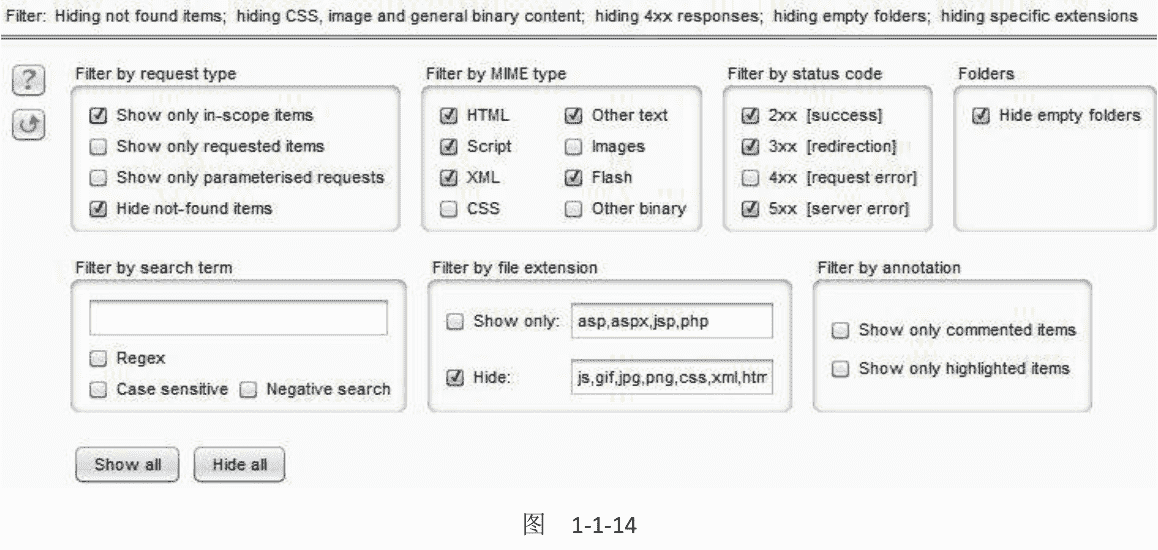 Filter: Hiding not found items; hiding CSS, image and general binary content; hiding 4xx responses; hiding empty folders; hiding specific extensions
?
Filter by request type
Show only in-scope items
Show only requested items
Show only parameterised requests
Hide not-found items
Filter by MIME type
HTML Other text
Script Images
XML Flash
CSS Other binary
Filter by status code
2xx [success]
3xx [redirection]
4xx [request error]
5xx [server error]
Folders
Hide empty folders
Filter by search term
Regex
Case sensitive Negative search
Filter by file extension
Show only: asp,aspx,jsp,php
Hide: js,gif,jpg,png,css,xml,htm
Filter by annotation
Show only commented items
Show only highlighted items
Show all Hide all
图 1-1-14